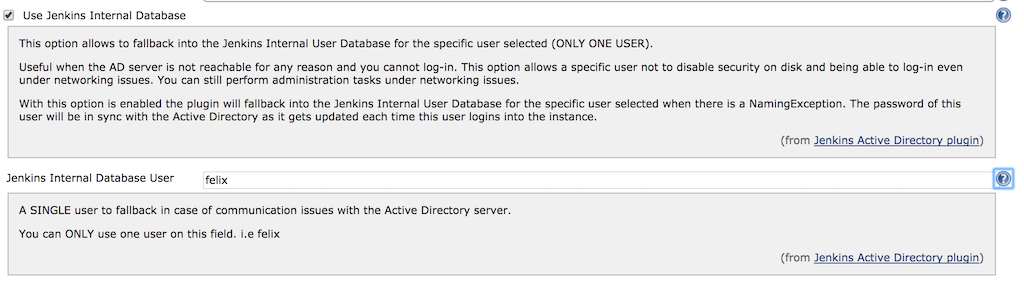 Use Jenkins Internal Database
This option allows to fallback into the Jenkins Internal User Database for the specific user selected (ONLY ONE USER).
Useful when the AD server is not reachable for any reason and you cannot log-in. This option allows a specific user not to disable security on disk and being able to log-in even
under networking issues. You can still perform administration tasks under networking issues.
With this option is enabled the plugin will fallback into the Jenkins Internal User Database for the specific user selected when there is a NamingException. The password of this
user will be in sync with the Active Directory as it gets updated each time this user logins into the instance.
(from Jenkins Active Directory plugin)
Jenkins Internal Database User felix
A SINGLE user to fallback in case of communication issues with the Active Directory server.
You can ONLY use one user on this field. i.e felix
(from Jenkins Active Directory plugin)